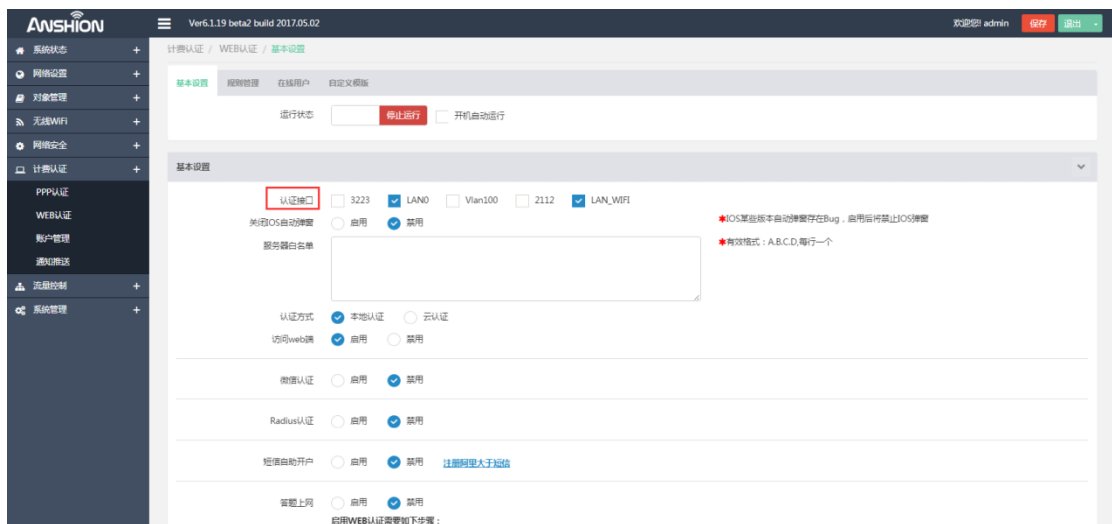 ANSHION
Ver6.1.19 beta2 build 2017.05.02
欢迎您! admin
保存
退出
系统状态 +
网络设置 +
对象管理 +
无线WiFi +
网络安全 +
计费认证 +
PPP认证
WEB认证
账户管理
通知推送
流量控制 +
系统管理 +
计费认证 / WEB认证 / 基本设置
基本设置 规则管理 在线用户 自定义模版
运行状态 停止运行 开机自动运行
基本设置
认证接口 3223 LAN0 Vlan100 2112 LAN_WIFI
关闭IOS自动弹窗 启用 禁用 *IOS某些版本自动弹窗存在Bug，启用后将禁止IOS弹窗
服务器白名单 *有效格式：A.B.C.D,每行一个
认证方式 本地认证 云认证
访问web端 启用 禁用
微信认证 启用 禁用
Radius认证 启用 禁用
短信自助开户 启用 禁用 注册阿里大于短信
答题上网 启用 禁用
启用WEB认证需要如下步骤：